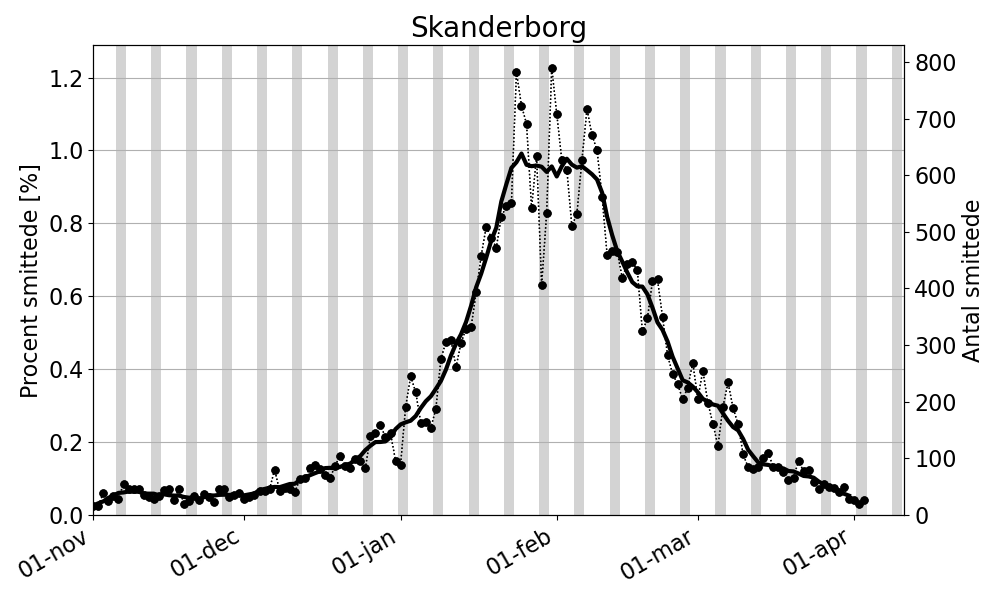 Skanderborg
Procent smittede [%]
1.2
1.0
0.8
0.6
0.4
0.2
0.0
800
700
600
500
400
300
200
100
0
Antal smittede
01-nov
01-dec
01-jan
01-feb
01-mar
01-apr